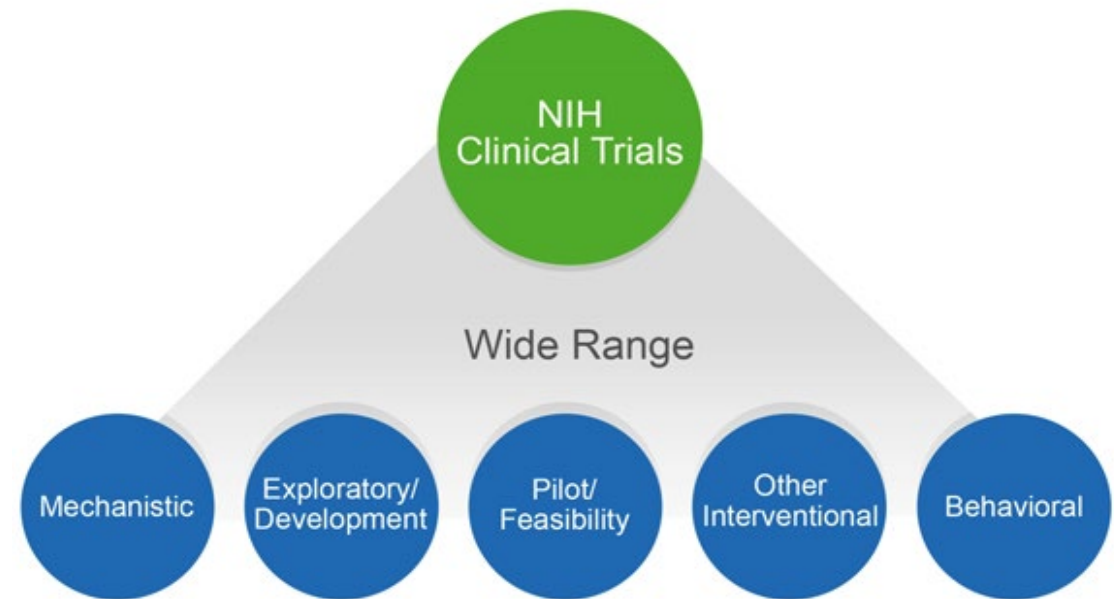 NIH
Clinical Trials
Wide Range
Mechanistic
Exploratory/
Development
Pilot/
Feasibility
Other
Interventional
Behavioral